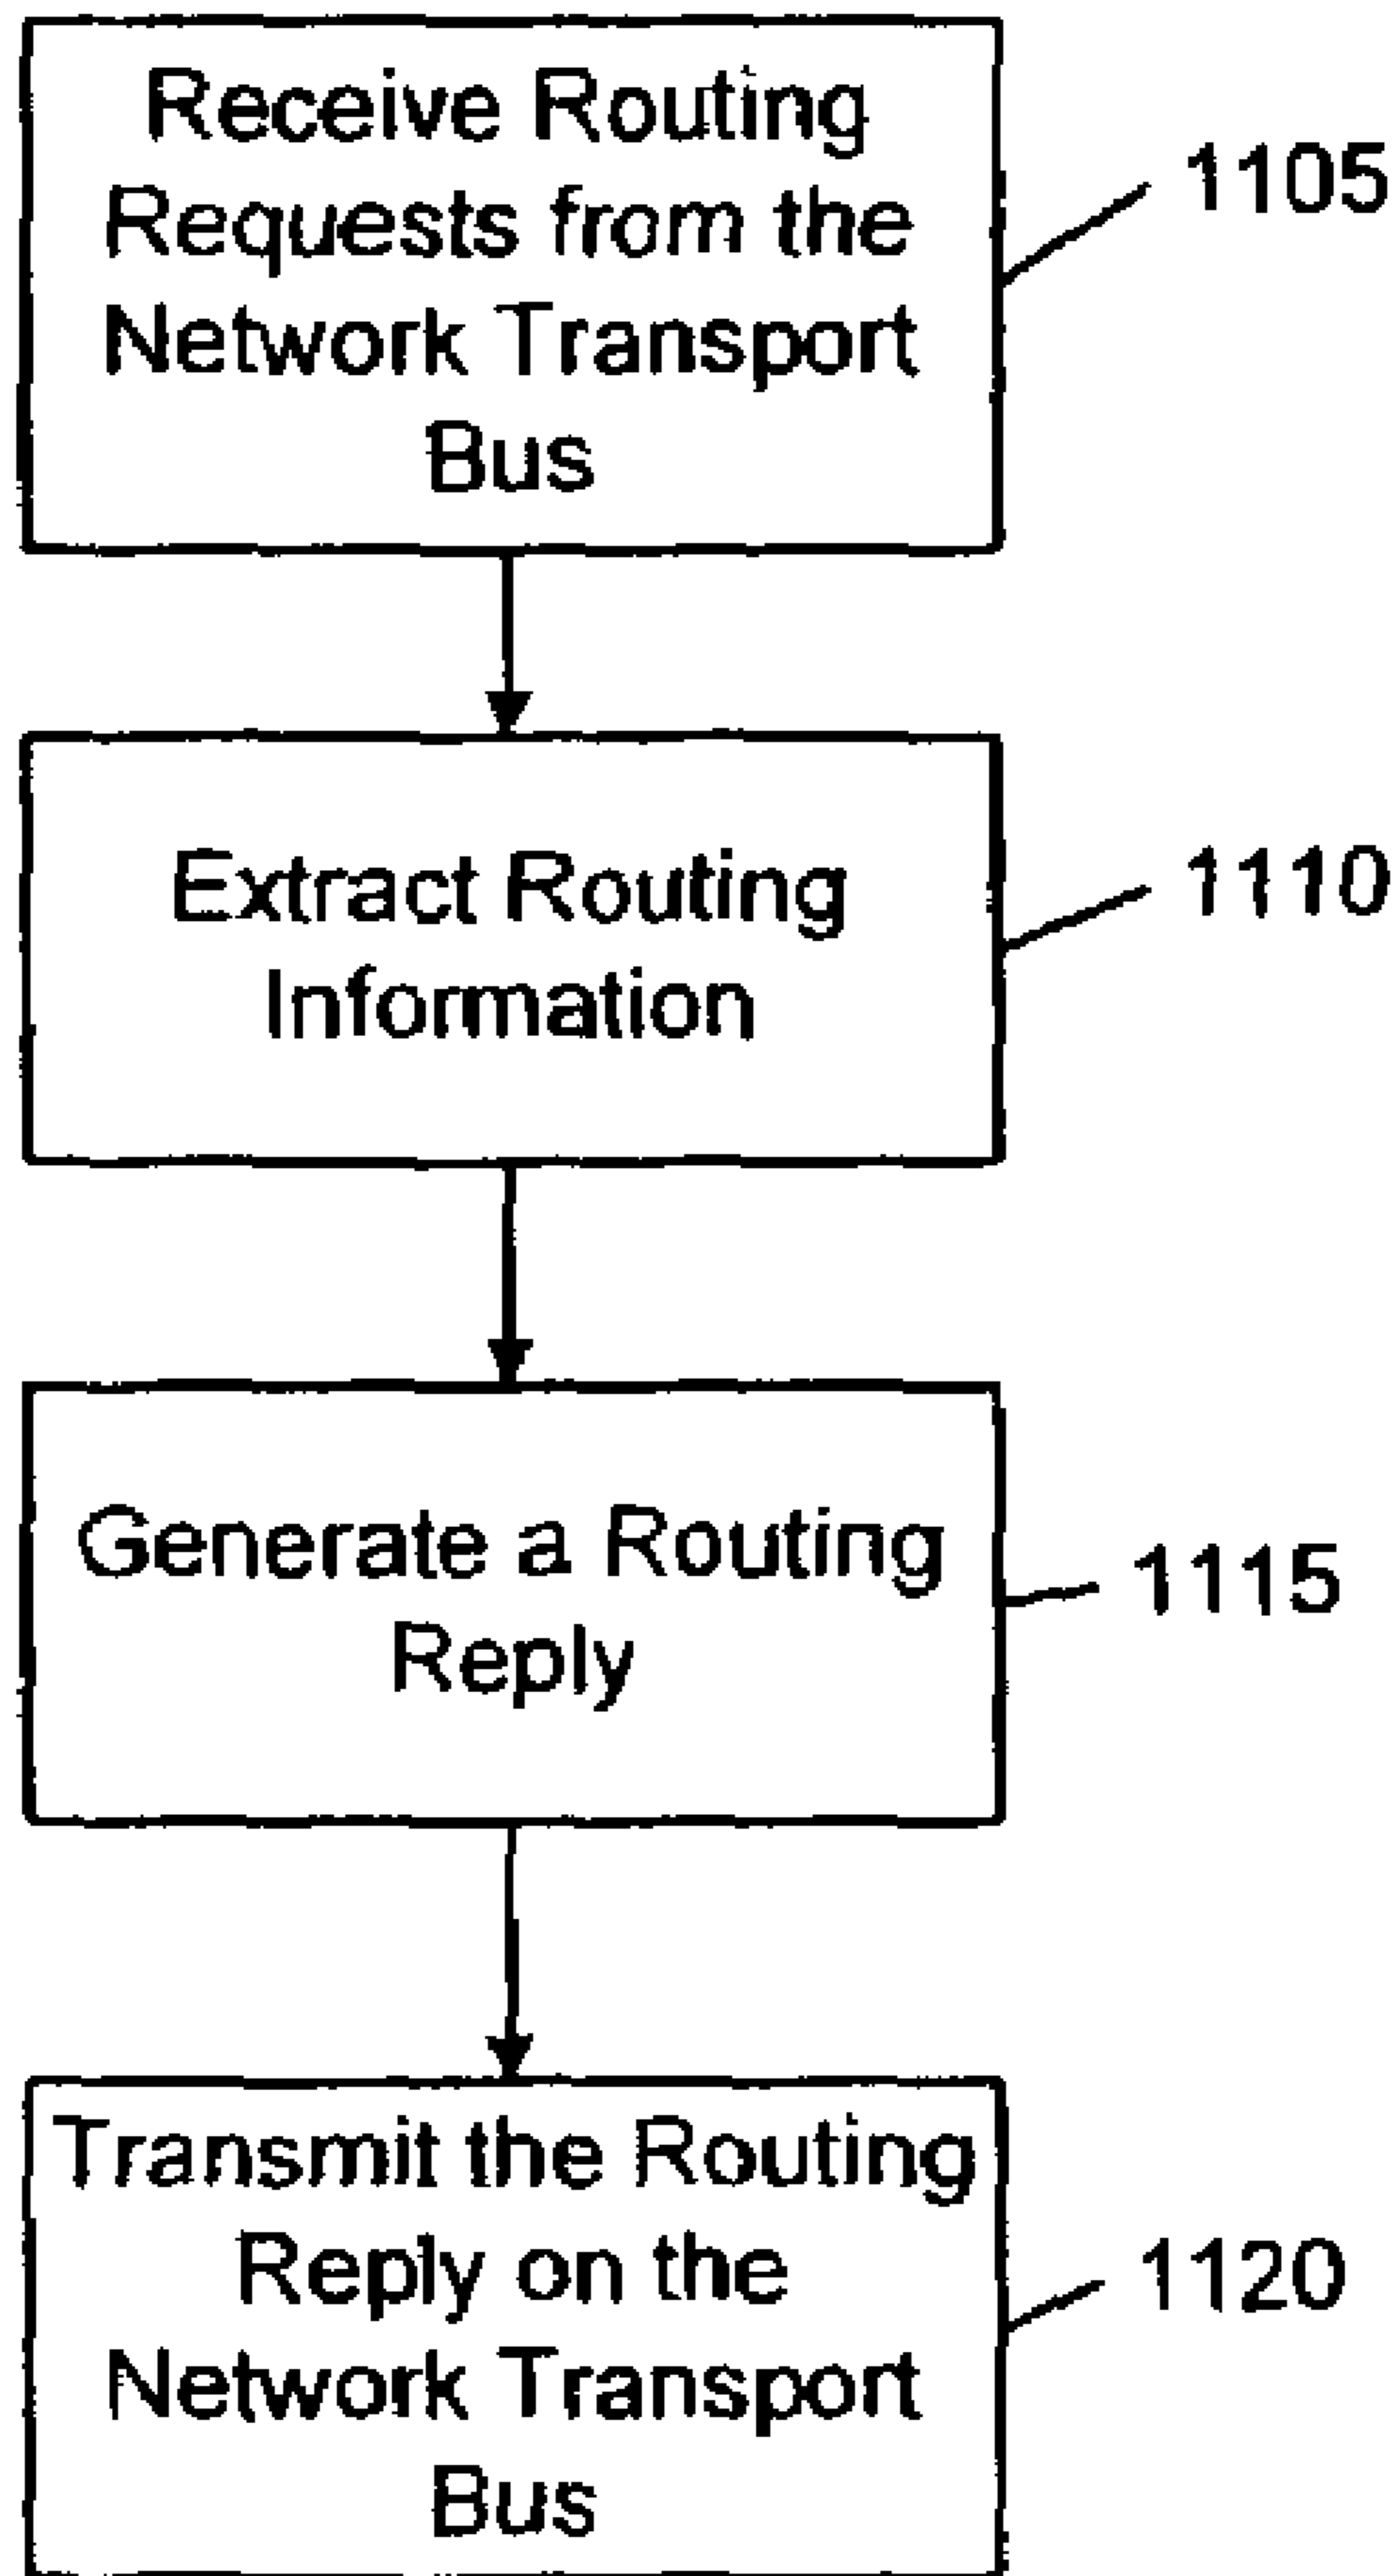 Receive Routing
Requests from the
Network Transport
Bus
1105
Extract Routing
Information
1110
Generate a Routing
Reply
1115
Transmit the Routing
Reply on the
Network Transport
Bus
1120